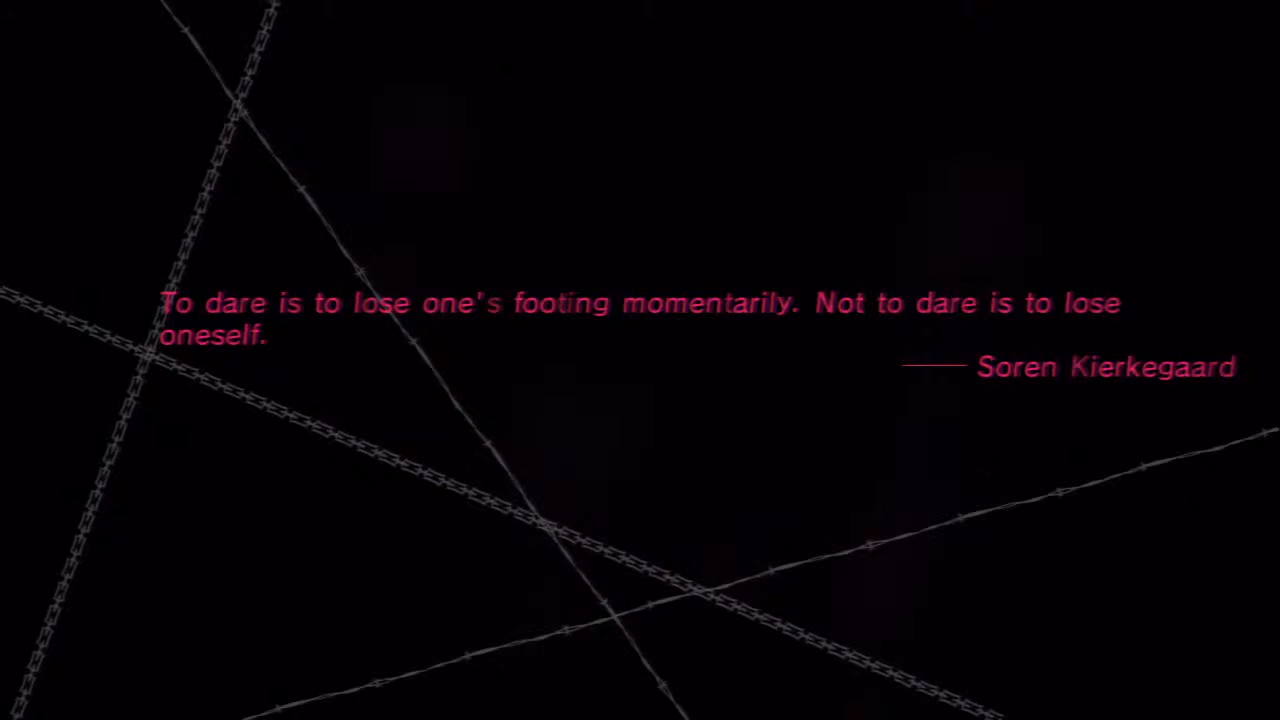 To dare is to lose one's footing momentarily. Not to dare is to lose
oneself.
—— Soren Kierkegaard